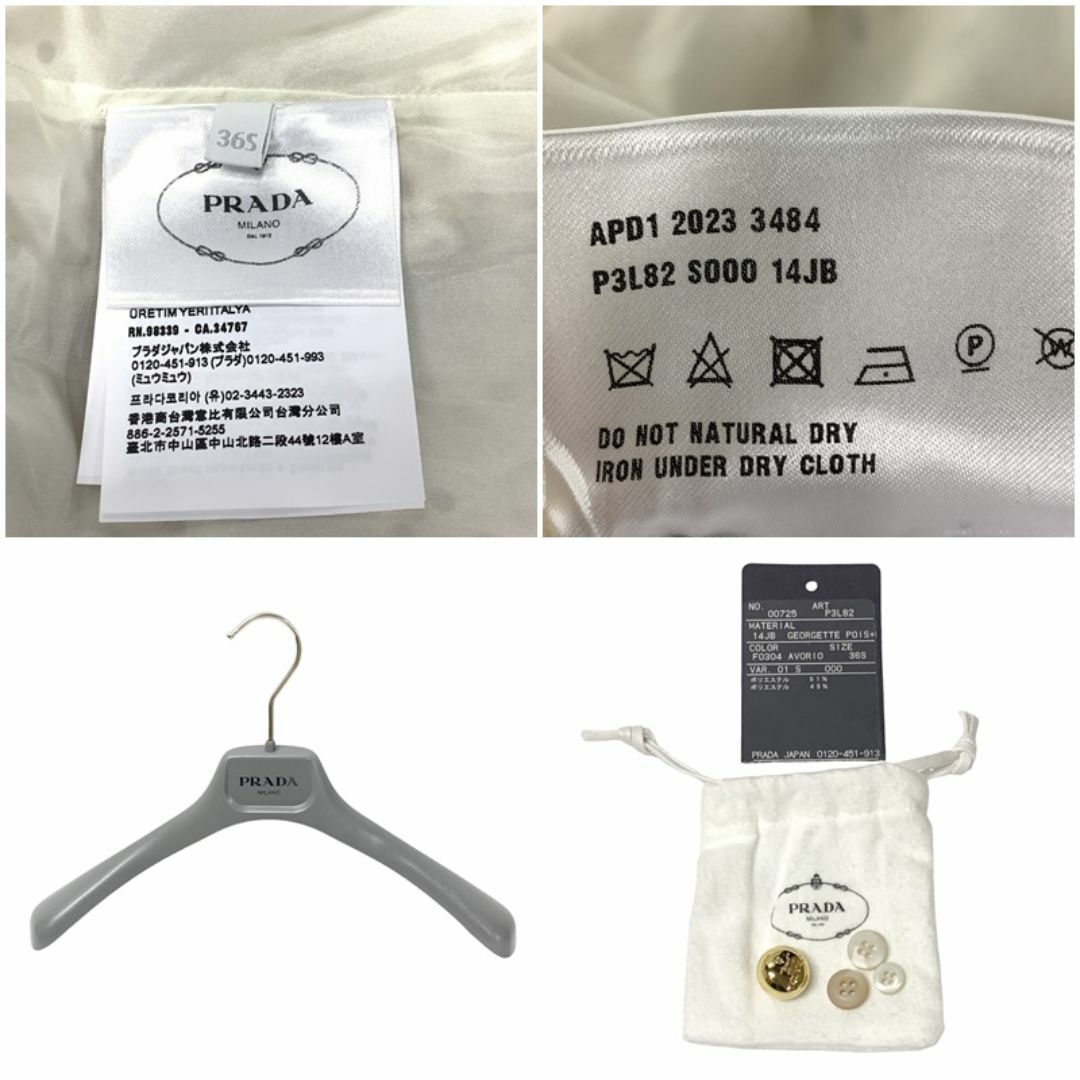 36S
PRADA
MILANO
DAL 1913
ÜRETIM YERI:ITALYA
RN.98339 - CA.34767
プラダジャパン株式会社
0120-451-913 (プラダ)0120-451-993
(ミュウミュウ)
프라다코리아 (유)02-3443-2323
香港商台灣意比有限公司台灣分公司
886-2-2571-5255
臺北市中山區中山北路二段44號12樓A室
APD1 2023 3484
P3L82 S000 14JB
P
W
DO NOT NATURAL DRY
IRON UNDER DRY CLOTH
PRADA
MILANO
NO. ART
00725 P3L82
MATERIAL
14JB GEORGETTE POIS+
COLOR SIZE
F0304 AVORIO 36S
VAR. 01 S 000
ポリエステル 51%
ポリエステル 49%
PRADA JAPAN 0120-451-913
PRADA
MILANO